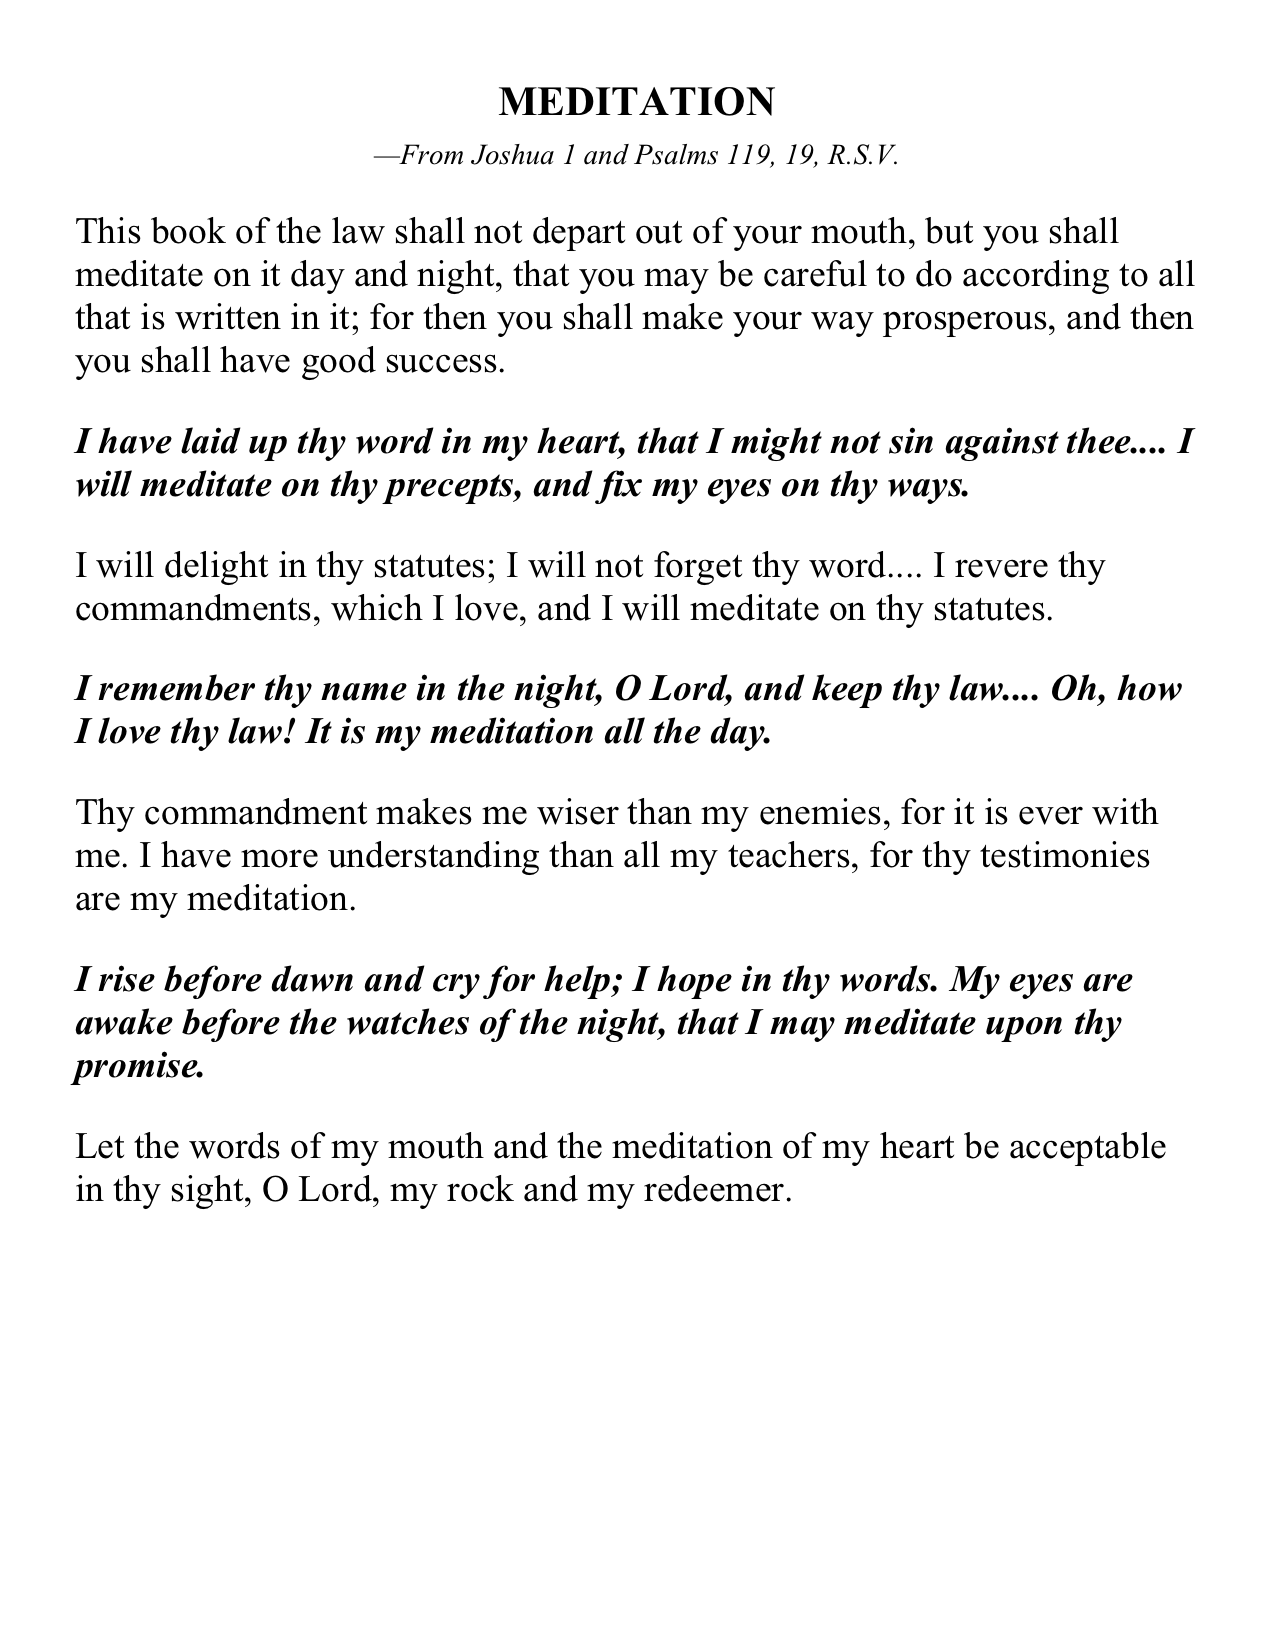 MEDITATION
—From Joshua 1 and Psalms 119, 19, R.S.V.
This book of the law shall not depart out of your mouth, but you shall
meditate on it day and night, that you may be careful to do according to all
that is written in it; for then you shall make your way prosperous, and then
you shall have good success.
I have laid up thy word in my heart, that I might not sin against thee.... I
will meditate on thy precepts, and fix my eyes on thy ways.
I will delight in thy statutes; I will not forget thy word.... I revere thy
commandments, which I love, and I will meditate on thy statutes.
I remember thy name in the night, O Lord, and keep thy law.... Oh, how
I love thy law! It is my meditation all the day.
Thy commandment makes me wiser than my enemies, for it is ever with
me. I have more understanding than all my teachers, for thy testimonies
are my meditation.
I rise before dawn and cry for help; I hope in thy words. My eyes are
awake before the watches of the night, that I may meditate upon thy
promise.
Let the words of my mouth and the meditation of my heart be acceptable
in thy sight, O Lord, my rock and my redeemer.